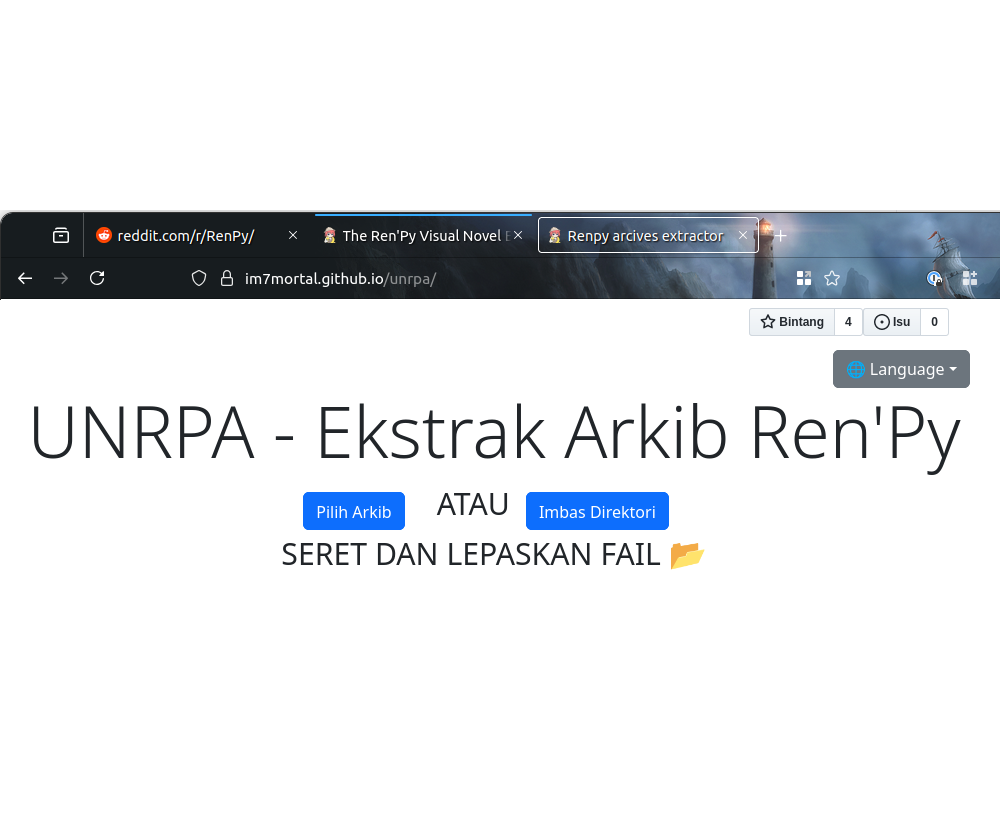 reddit.com/r/RenPy/
The Ren'Py Visual Novel
Renpy arcives extractor
im7mortal.github.io/unrpa/
Bintang 4 Isu 0
🌐 Language
UNRPA - Ekstrak Arkib Ren'Py
Pilih Arkib ATAU Imbas Direktori
SERET DAN LEPASKAN FAIL 📂